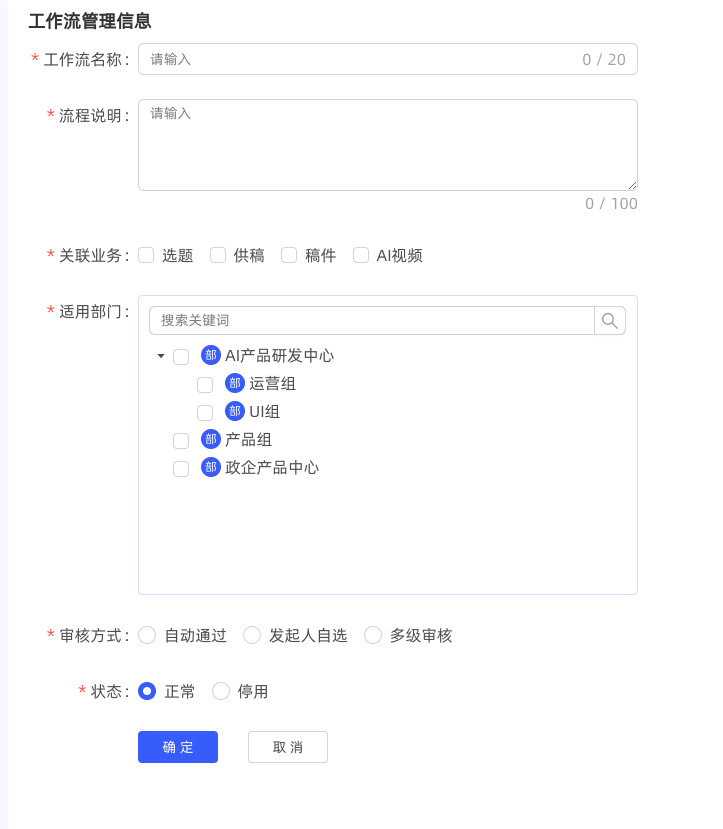 工作流管理信息
* 工作流名称 : 请输入 0 / 20
* 流程说明 : 请输入
0 / 100
* 关联业务 : 选题 供稿 稿件 AI视频
* 适用部门 : 搜索关键词
部 AI产品研发中心
部 运营组
部 UI组
部 产品组
部 政企产品中心
* 审核方式 : 自动通过 发起人自选 多级审核
* 状态 : 正常 停用
确 定 取 消